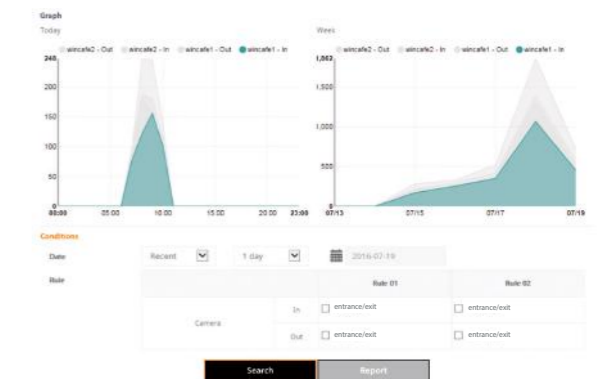 Graph
Today
wincafe2 - Out wincafe2 - In wincafe1 - Out wincafe1 - In
248
200
150
100
50
0
00:00 05:00 10:00 15:00 20:00 23:00
Week
wincafe2 - Out wincafe2 - In wincafe1 - Out wincafe1 - In
1,500
1,000
500
0
07/13 07/15 07/17 07/19
Conditions
Date Recent 1 day 2016-07-19
Rule Rule 01 Rule 02
Camera
In entrance/exit entrance/exit
Out entrance/exit entrance/exit
Search Report